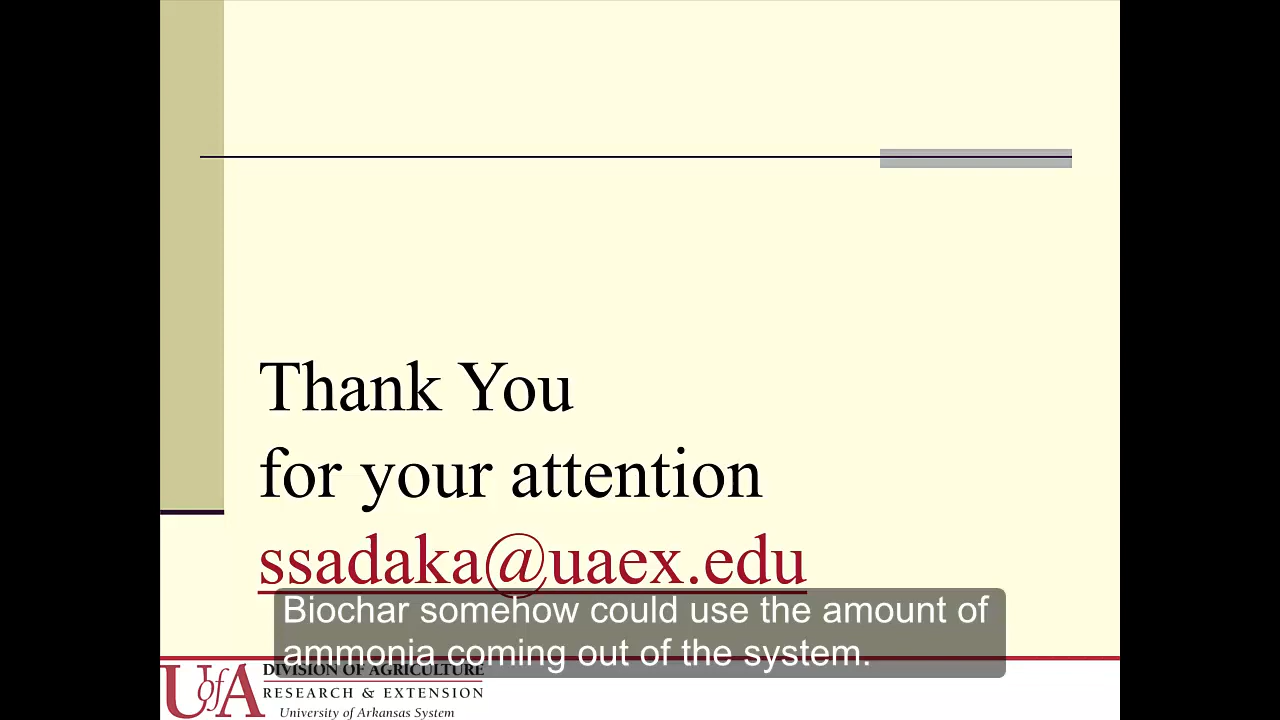 Thank You
for your attention
ssadaka@uaex.edu
Biochar somehow could use the amount of
ammonia coming out of the system.
UofA
DIVISION OF AGRICULTURE
RESEARCH & EXTENSION
University of Arkansas System